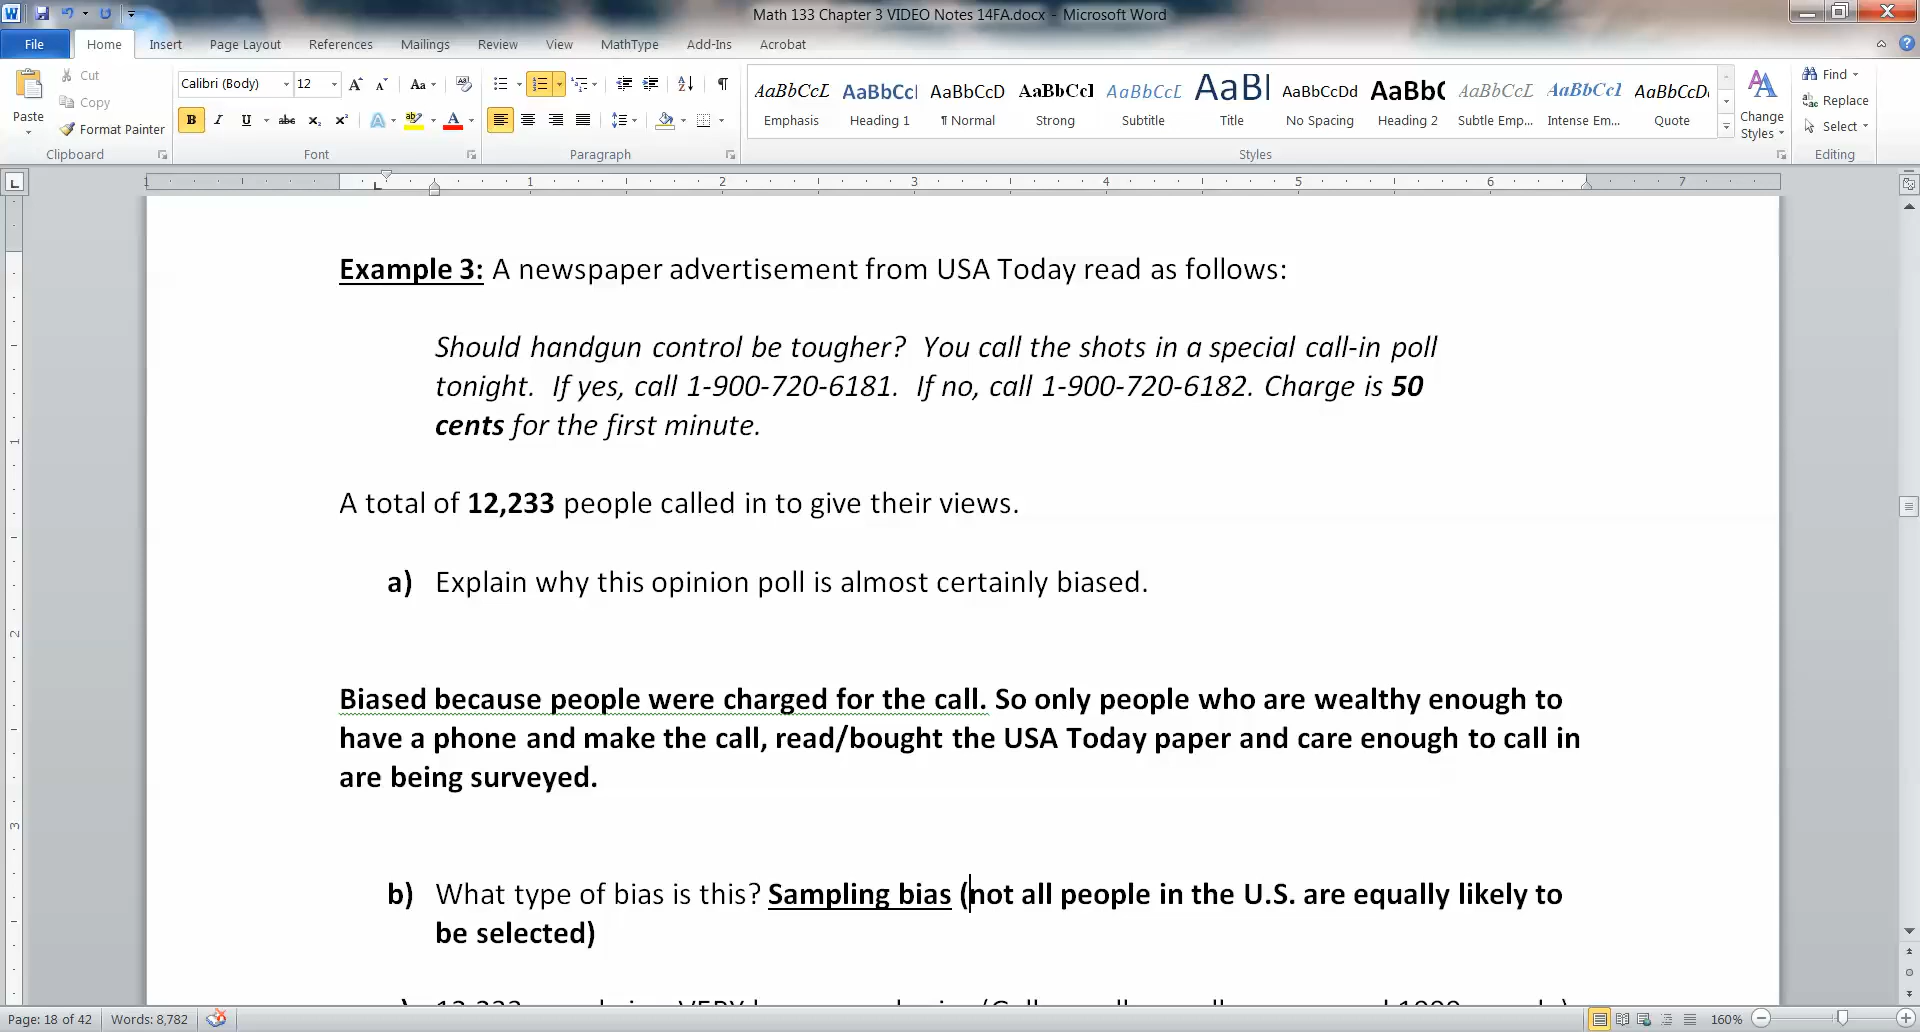 Math 133 Chapter 3 VIDEO Notes 14FA.docx - Microsoft Word
File Home Insert Page Layout References Mailings Review View MathType Add-Ins Acrobat
Paste
Cut
Copy
Format Painter
Clipboard
Calibri (Body) 12
Font
Paragraph
AaBbCcL AaBbCcI AaBbCcD AaBbCcI AaBbCcL AaBl AaBbCcDd AaBbC AaBbCcL AaBbCcI AaBbCcD
Emphasis Heading 1 ¶ Normal Strong Subtitle Title No Spacing Heading 2 Subtle Emp... Intense Em... Quote
Styles
Change
Styles
Find
Replace
Select
Editing
1 1 2 3 4 5 6 7
Example 3: A newspaper advertisement from USA Today read as follows:
Should handgun control be tougher? You call the shots in a special call-in poll
tonight. If yes, call 1-900-720-6181. If no, call 1-900-720-6182. Charge is 50
cents for the first minute.
A total of 12,233 people called in to give their views.
a) Explain why this opinion poll is almost certainly biased.
Biased because people were charged for the call. So only people who are wealthy enough to
have a phone and make the call, read/bought the USA Today paper and care enough to call in
are being surveyed.
b) What type of bias is this? Sampling bias (not all people in the U.S. are equally likely to
be selected)
Page: 18 of 42 Words: 8,782 160%